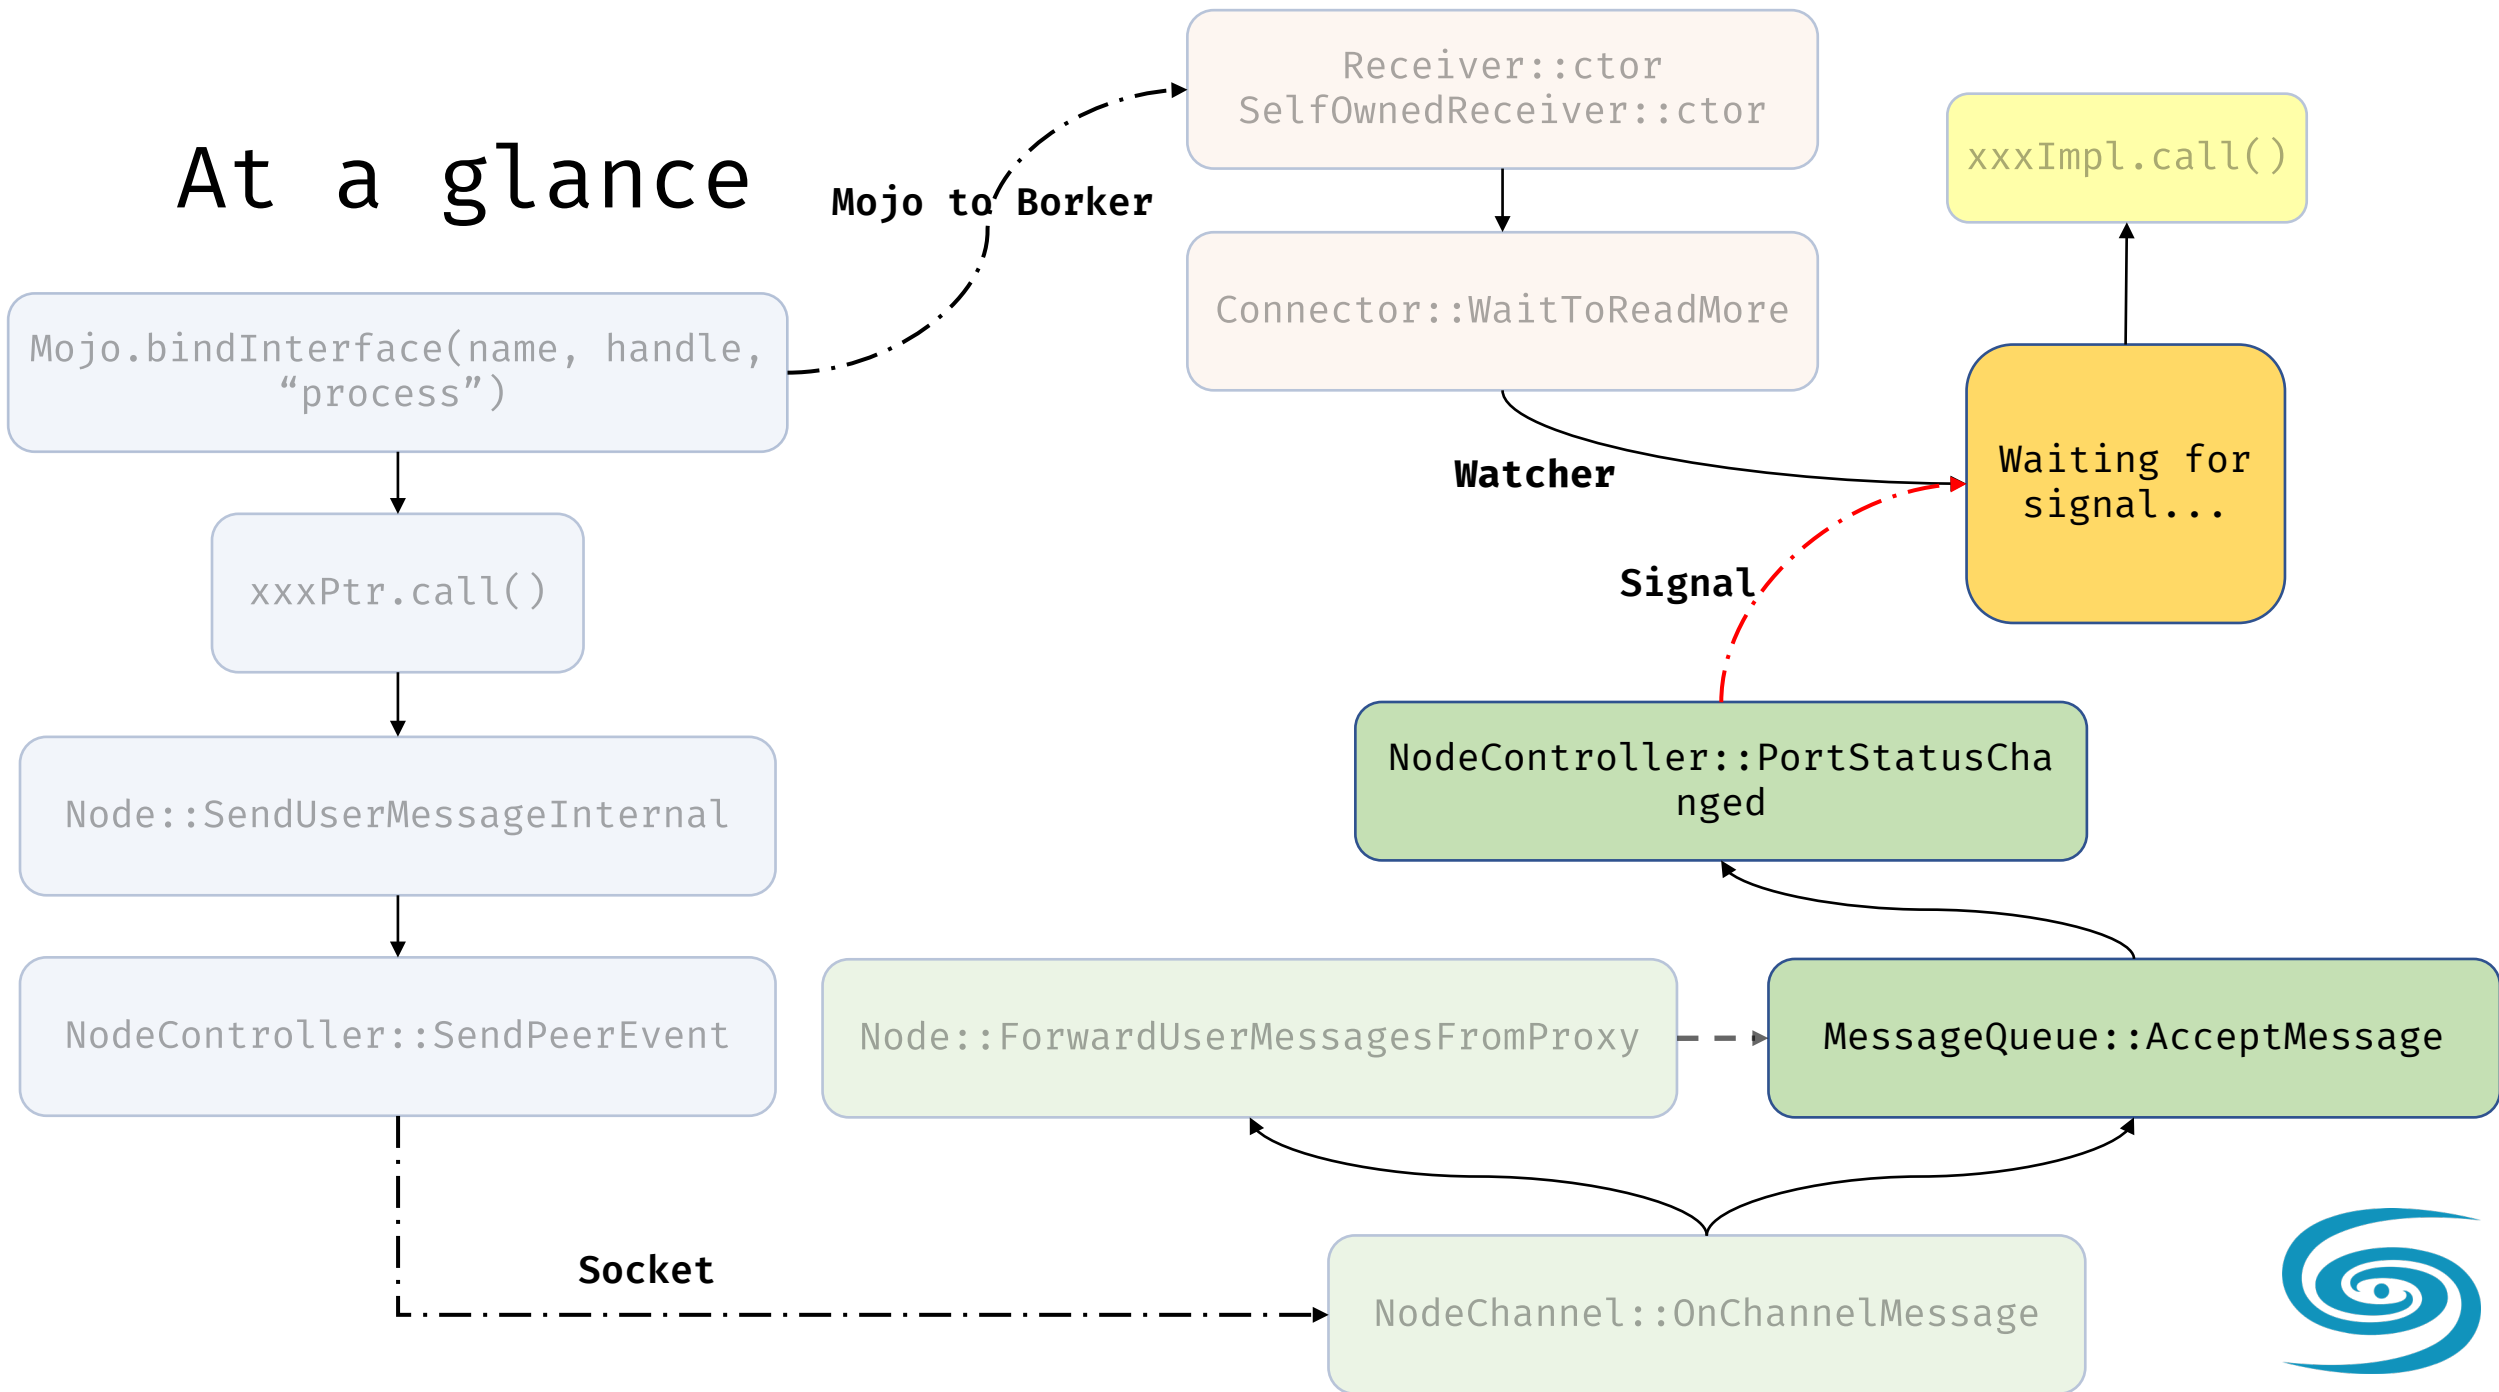 At a glance
Mojo to Borker
Receiver::ctor
SelfOwnedReceiver::ctor
xxxImpl.call()
Mojo.bindInterface(name, handle,
“process”)
Connector::WaitToReadMore
Watcher
Waiting for
signal...
xxxPtr.call()
Signal
Node::SendUserMessageInternal
NodeController::PortStatusCha
nged
NodeController::SendPeerEvent
Node::ForwardUserMessagesFromProxy
MessageQueue::AcceptMessage
Socket
NodeChannel::OnChannelMessage